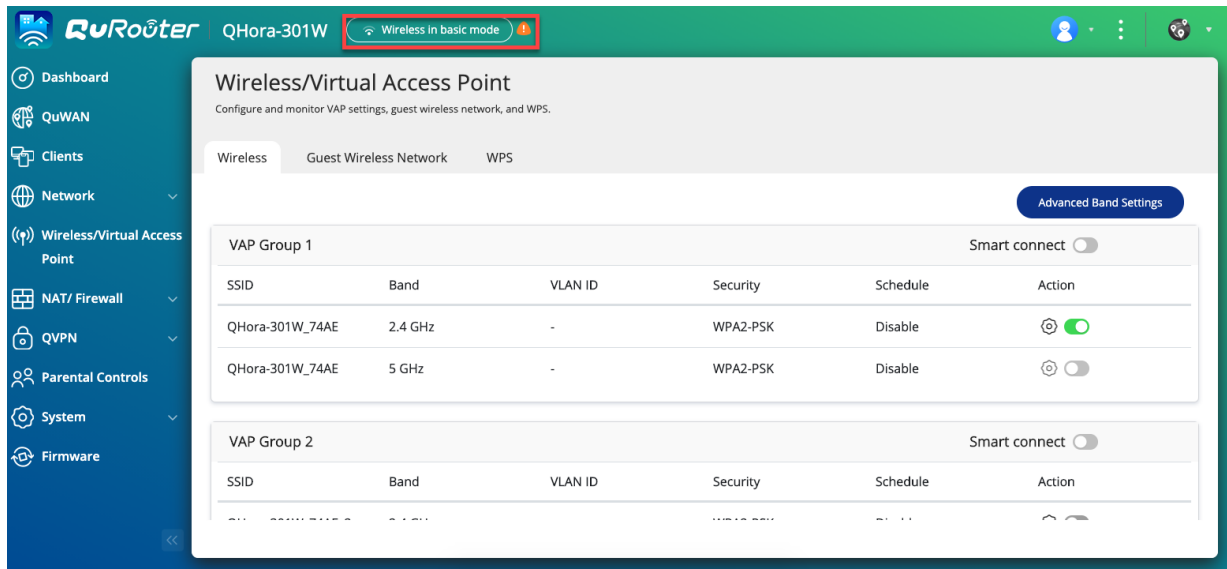 QuRouter QHora-301W Wireless in basic mode
Dashboard
QuWAN
Clients
Network
Wireless/Virtual Access
Point
NAT/ Firewall
QVPN
Parental Controls
System
Firmware
Wireless/Virtual Access Point
Configure and monitor VAP settings, guest wireless network, and WPS.
Wireless Guest Wireless Network WPS
Advanced Band Settings
VAP Group 1 Smart connect
SSID Band VLAN ID Security Schedule Action
QHora-301W_74AE 2.4 GHz - WPA2-PSK Disable
QHora-301W_74AE 5 GHz - WPA2-PSK Disable
VAP Group 2 Smart connect
SSID Band VLAN ID Security Schedule Action